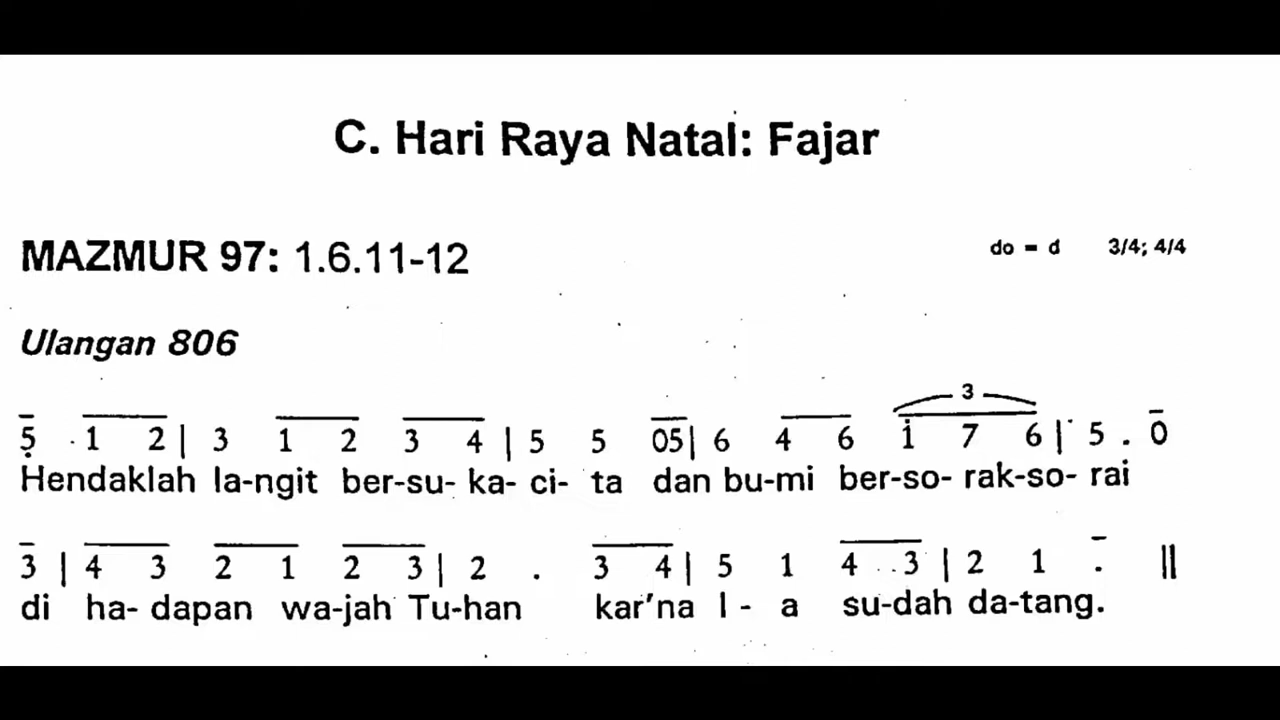 C. Hari Raya Natal: Fajar
MAZMUR 97: 1.6.11-12 do = d 3/4; 4/4
Ulangan 806
3
5̣ 1 2 | 3 1 2 3 4 | 5 5 05 | 6 4 6 i 7 6 | 5 . 0
Hendaklah la-ngit ber-su- ka- ci- ta dan bu-mi ber-so- rak-so- rai
3 | 4 3 2 1 2 3 | 2 . 3 4 | 5 1 4 3 | 2 1 . ||
di ha- dapan wa-jah Tu-han kar'na I - a su-dah da-tang.